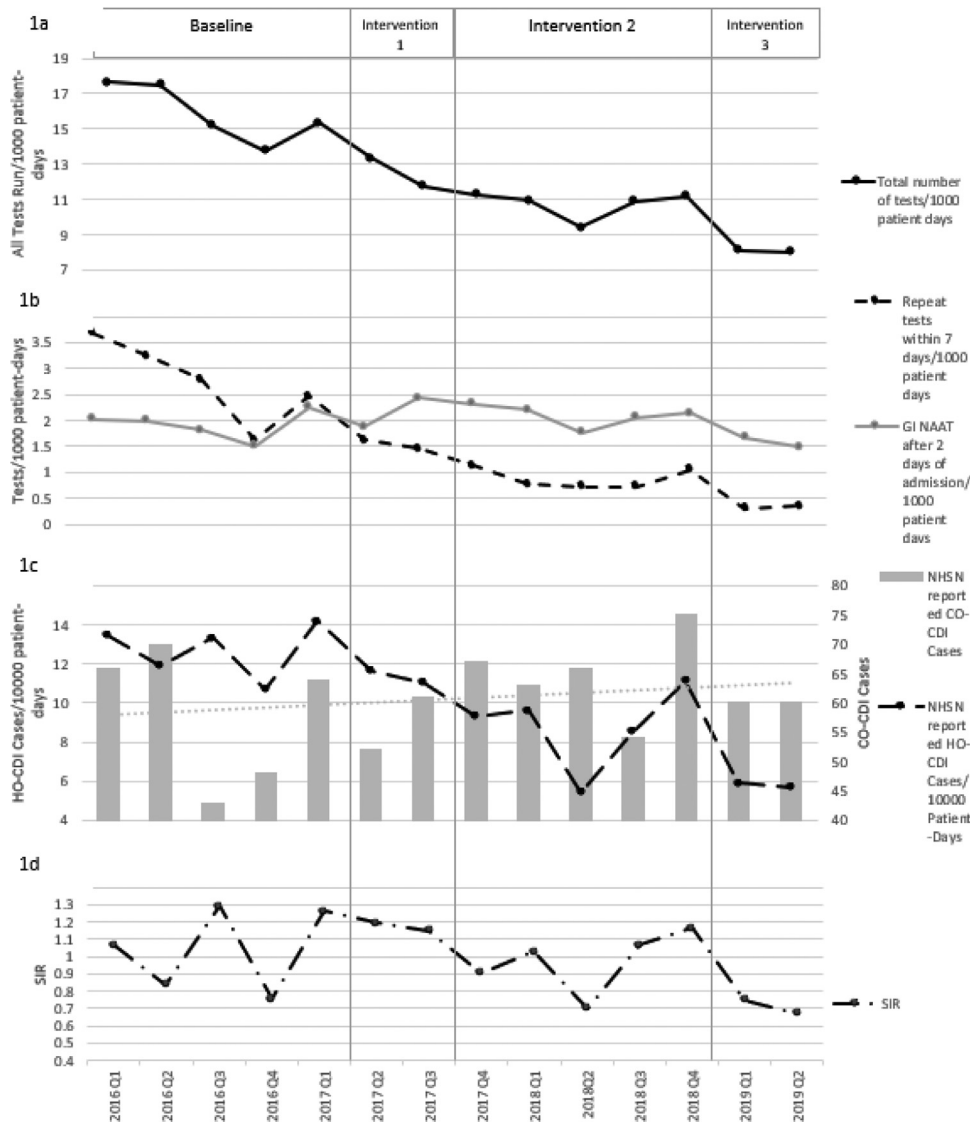 1a
Baseline
Intervention
1
Intervention 2
Intervention
3
All Tests Run/1000 patient-
days
19
17
15
13
11
9
7
Total number
of tests/1000
patient days
1b
Tests/1000 patient-days
3.5
3
2.5
2
1.5
1
0.5
0
Repeat
tests
within 7
days/1000
patient
days
GI NAAT
after 2
days of
admission/
1000
patient
days
1c
HO-CDI Cases/10000 patient-
days
14
12
10
8
6
4
80
75
70
65
60
55
50
45
40
CO-CDI Cases
NHSN
report
ed CO-
CDI
Cases
NHSN
report
ed HO-
CDI
Cases/
10000
Patient
-Days
1d
SIR
1.3
1.2
1.1
1
0.9
0.8
0.7
0.6
0.5
0.4
SIR
2016 Q1
2016 Q2
2016 Q3
2016 Q4
2017 Q1
2017 Q2
2017 Q3
2017 Q4
2018 Q1
2018Q2
2018 Q3
2018 Q4
2019 Q1
2019 Q2